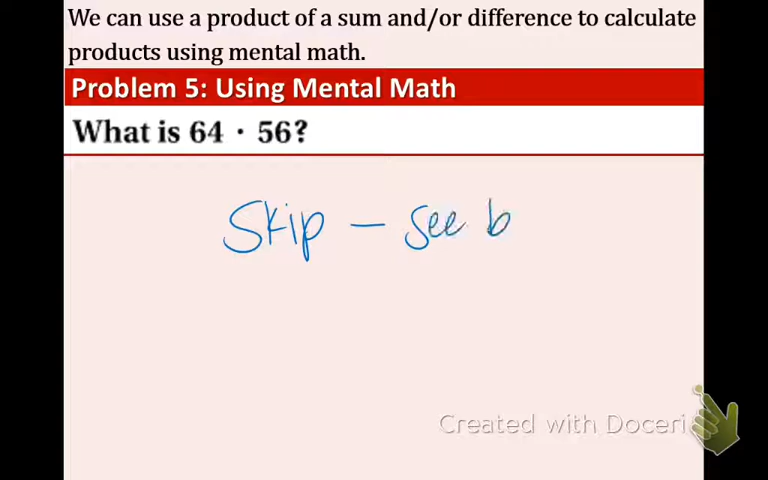 We can use a product of a sum and/or difference to calculate
products using mental math.
Problem 5: Using Mental Math
What is 64 · 56?
Skip — see b
Created with Doceri